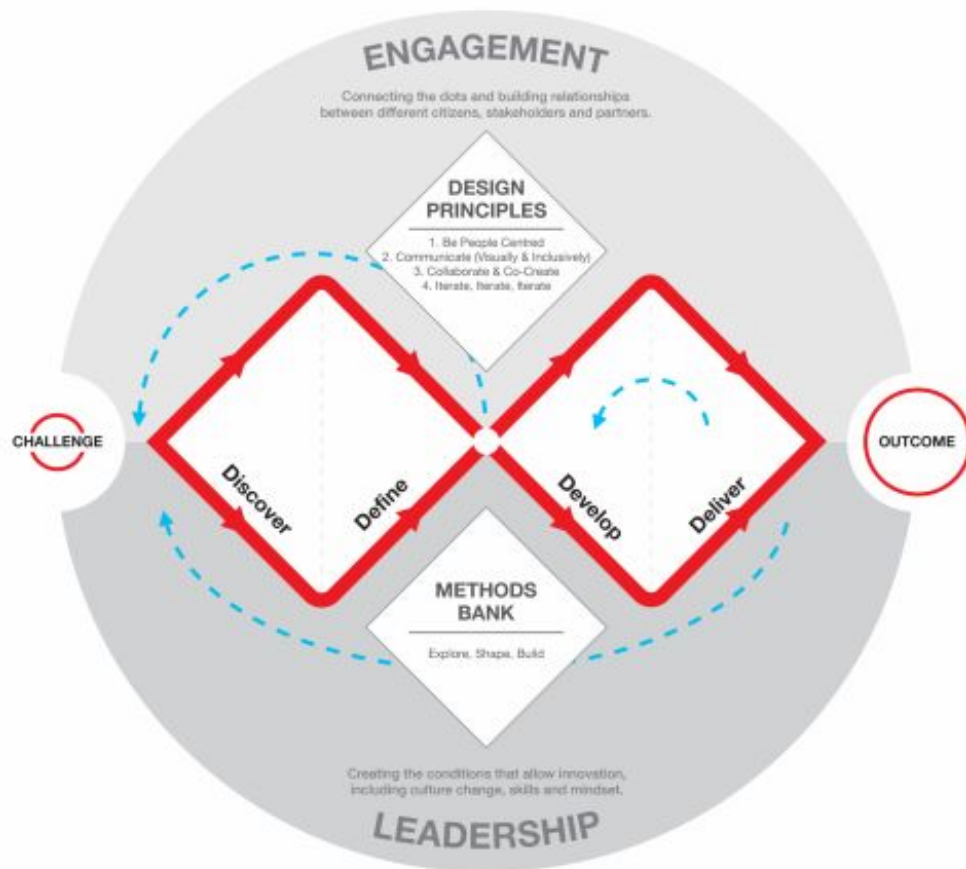 ENGAGEMENT
Connecting the dots and building relationships
between different citizens, stakeholders and partners.
DESIGN
PRINCIPLES
1. Be People Centred
2. Communicate (Visually & Inclusively)
3. Collaborate & Co-Create
4. Iterate, Iterate, Iterate
CHALLENGE
OUTCOME
Discover
Define
Develop
Deliver
METHODS
BANK
Explore, Shape, Build
Creating the conditions that allow innovation,
including culture change, skills and mindset.
LEADERSHIP